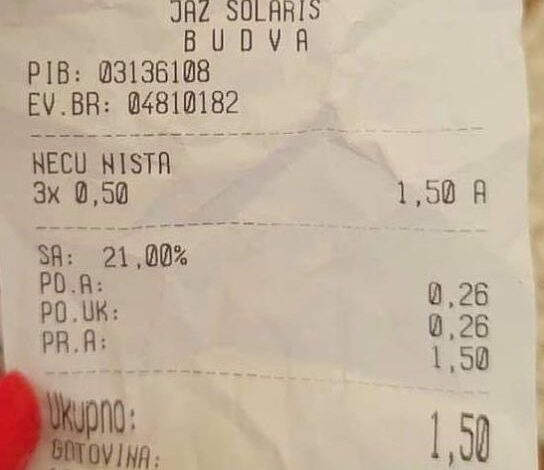 JAZ SOLARIS
B U D V A
PIB: 03136108
EV.BR: 04810182
NECU NISTA
3x 0,50 1,50 A
SA: 21,00%
PO.A: 0,26
PO.UK: 0,26
PR.A: 1,50
Ukupno: 1,50
GOTOVINA: